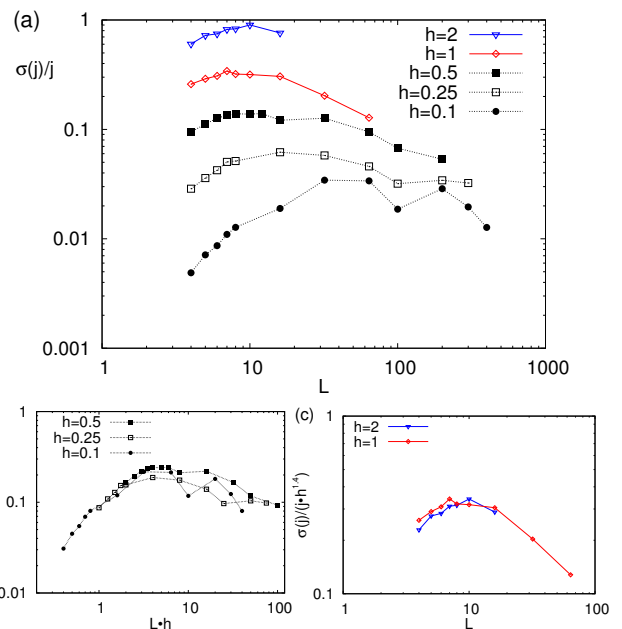 (a)
σ(j)/j
1
0.1
0.01
0.001
h=2
h=1
h=0.5
h=0.25
h=0.1
1 10 100 1000
L
1
0.1
0.01
h=0.5
h=0.25
h=0.1
1 10 100
L•h
(c)
σ(j)/(j•h^1.4)
1
0.1
h=2
h=1
1 10 100
L